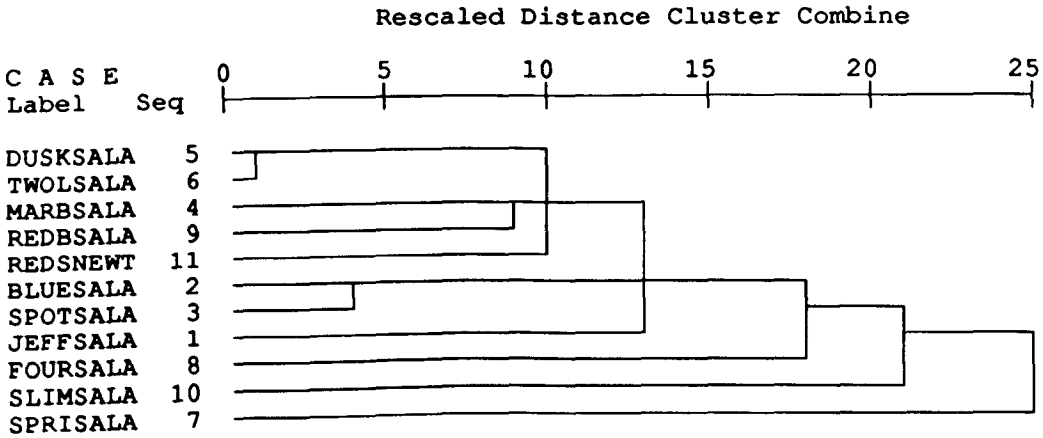 Rescaled Distance Cluster Combine
C A S E 0 5 10 15 20 25
Label Seq
DUSKSALA 5
TWOLSALA 6
MARBSALA 4
REDBSALA 9
REDSNEWT 11
BLUESALA 2
SPOTSALA 3
JEFFSALA 1
FOURSALA 8
SLIMSALA 10
SPRISALA 7